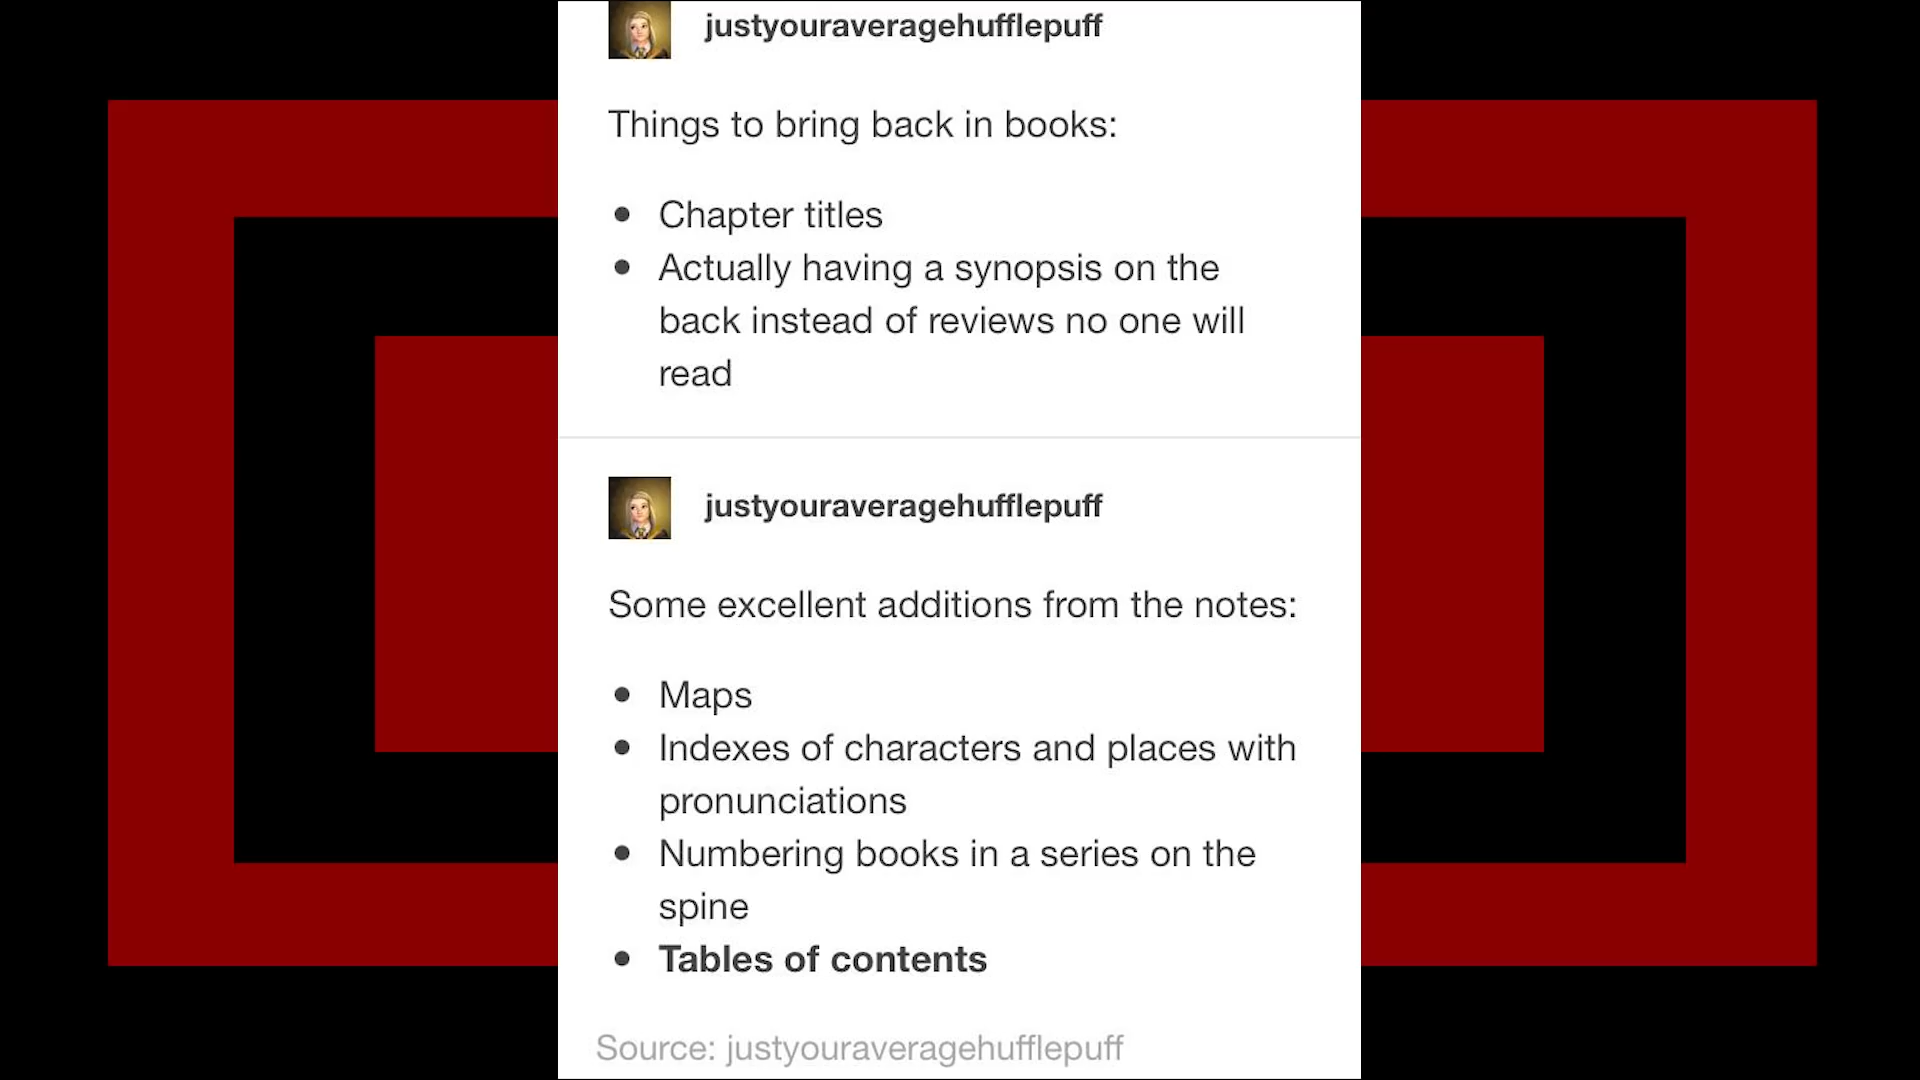 justyouraveragehufflepuff
Things to bring back in books:
• Chapter titles
• Actually having a synopsis on the
back instead of reviews no one will
read
justyouraveragehufflepuff
Some excellent additions from the notes:
• Maps
• Indexes of characters and places with
pronunciations
• Numbering books in a series on the
spine
• Tables of contents
Source: justyouraveragehufflepuff